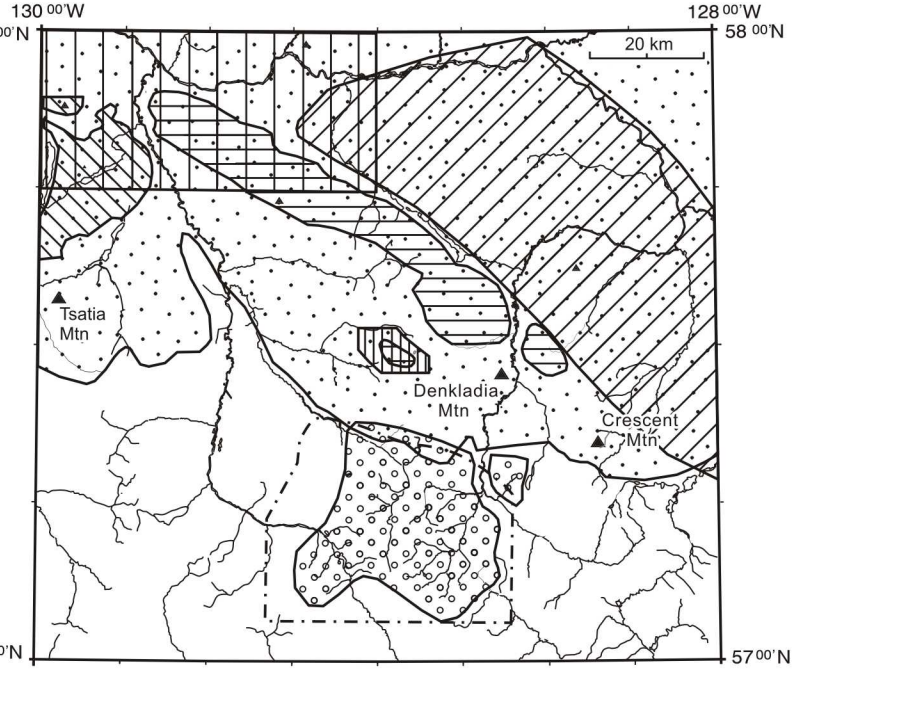 130 00'W
128 00'W
00'N
58 00'N
20 km
Tsatia
Mtn
Denkladia
Mtn
Crescent
Mtn
0'N
57 00'N